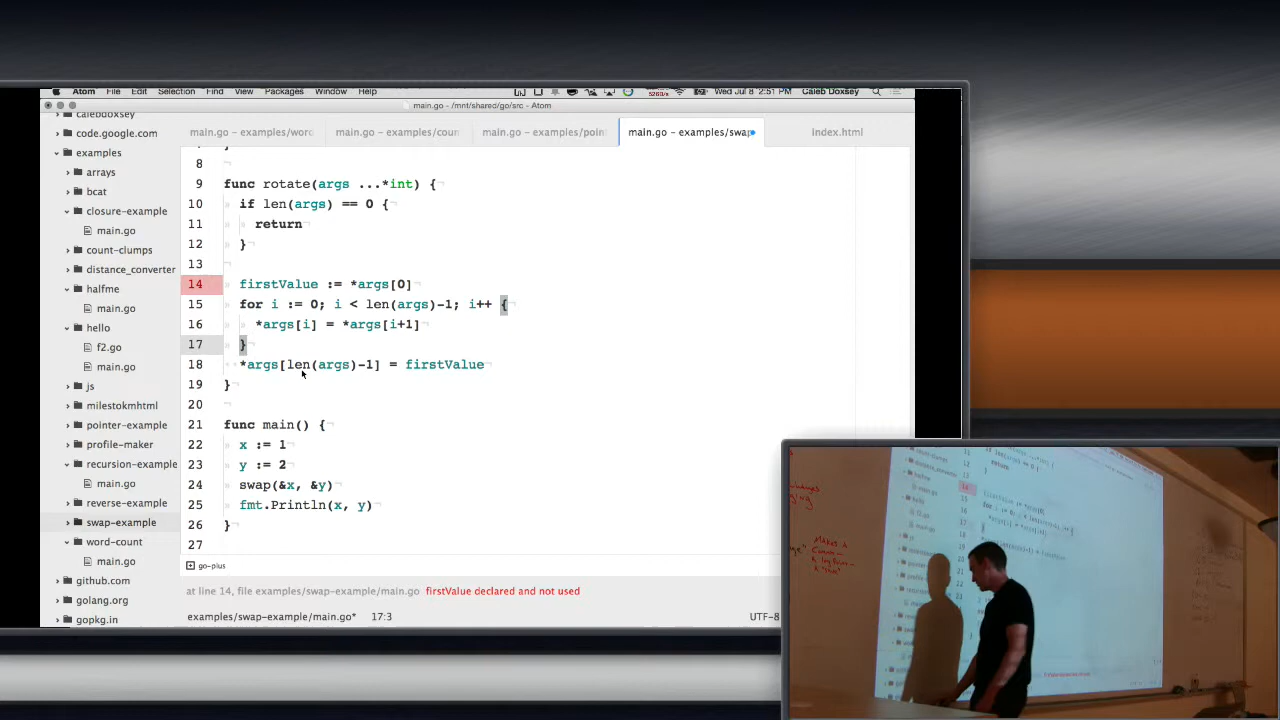 Atom File Edit Selection Find View Packages Window Help
Wed Jul 8 2:51 PM Caleb Doxsey
main.go - /mnt/shared/go/src - Atom
main.go - examples/word
main.go - examples/coun
main.go - examples/poin
main.go - examples/swap
index.html
calebdoxsey
code.google.com
examples
arrays
bcat
closure-example
main.go
count-clumps
distance_converter
halfme
main.go
hello
f2.go
main.go
js
milestokmhtml
pointer-example
profile-maker
recursion-example
main.go
reverse-example
swap-example
word-count
main.go
github.com
golang.org
gopkg.in
8
9 func rotate(args ...*int) {
10 if len(args) == 0 {
11 return
12 }
13
14 firstValue := *args[0]
15 for i := 0; i < len(args)-1; i++ {
16 *args[i] = *args[i+1]
17 }
18 *args[len(args)-1] = firstValue
19 }
20
21 func main() {
22 x := 1
23 y := 2
24 swap(&x, &y)
25 fmt.Println(x, y)
26 }
27
go-plus
at line 14, file examples/swap-example/main.go firstValue declared and not used
examples/swap-example/main.go* 17:3
UTF-8